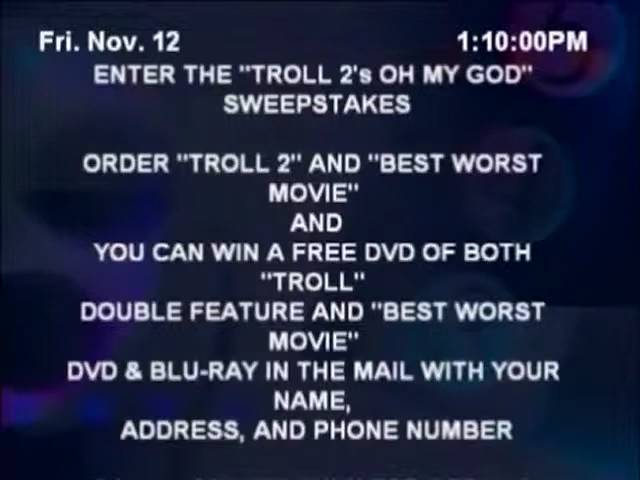 Fri. Nov. 12 1:10:00PM
ENTER THE "TROLL 2's OH MY GOD"
SWEEPSTAKES
ORDER "TROLL 2" AND "BEST WORST
MOVIE"
AND
YOU CAN WIN A FREE DVD OF BOTH
"TROLL"
DOUBLE FEATURE AND "BEST WORST
MOVIE"
DVD & BLU-RAY IN THE MAIL WITH YOUR
NAME,
ADDRESS, AND PHONE NUMBER